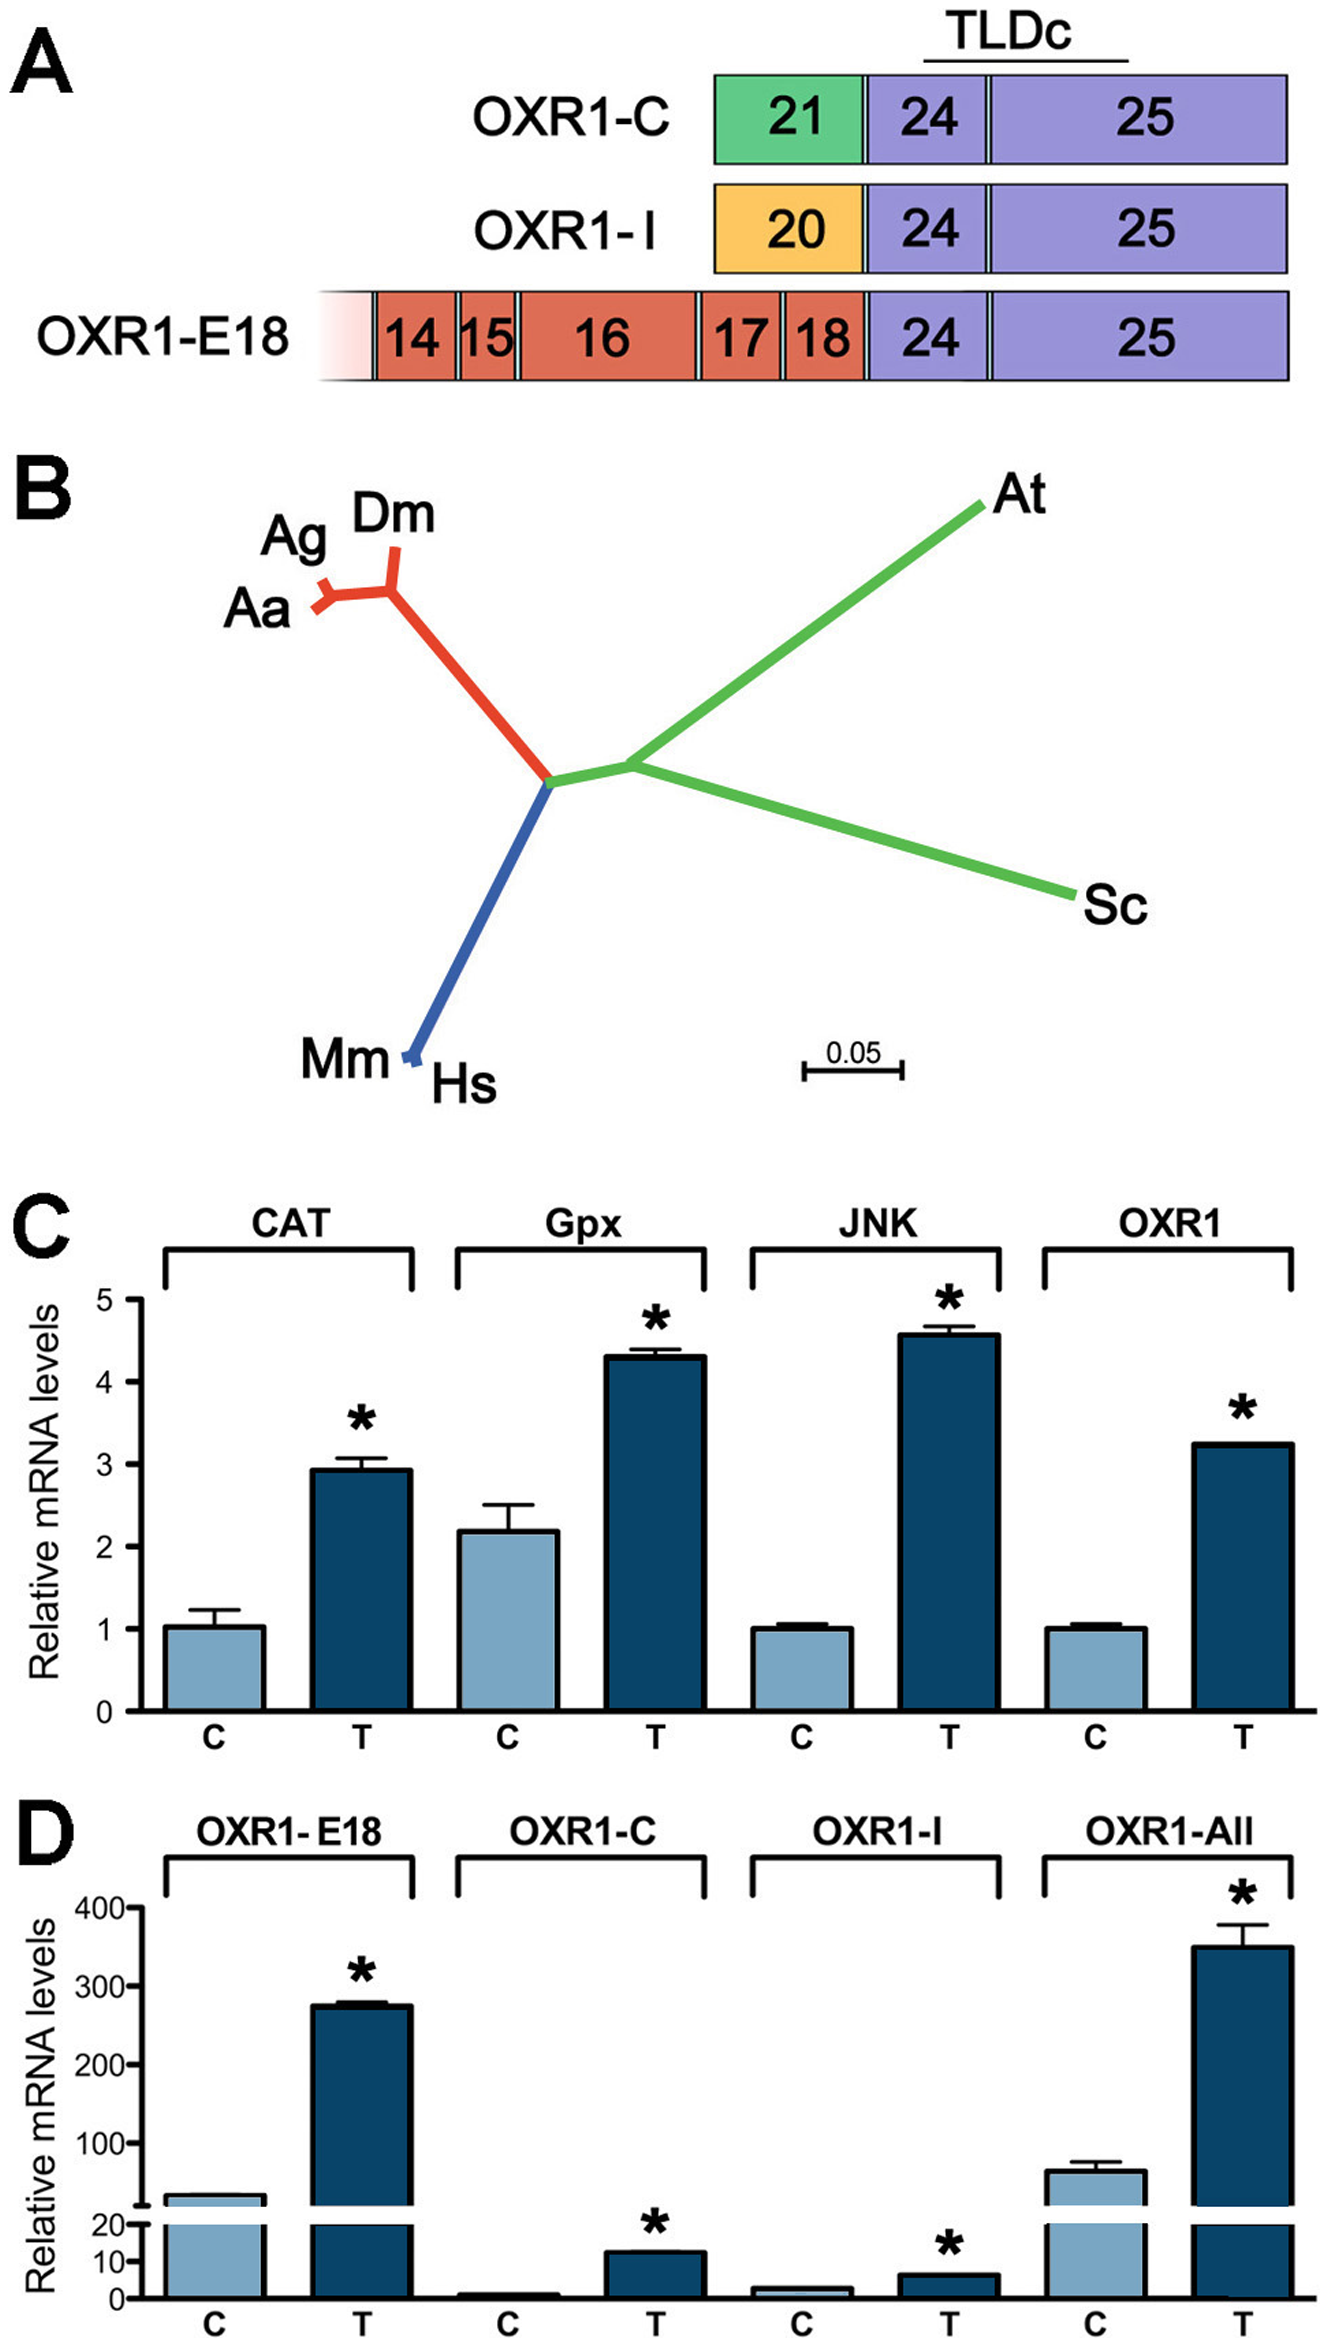 A
TLDc
OXR1-C
21
24
25
OXR1- I
20
24
25
OXR1-E18
14
15
16
17
18
24
25
B
Dm
Ag
Aa
At
Sc
Mm
Hs
0.05
C
CAT
Gpx
JNK
OXR1
Relative mRNA levels
5
4
3
2
1
0
*
*
*
*
C
T
C
T
C
T
C
T
D
OXR1- E18
OXR1-C
OXR1-I
OXR1-All
Relative mRNA levels
400
300
200
100
20
10
0
*
*
*
*
C
T
C
T
C
T
C
T